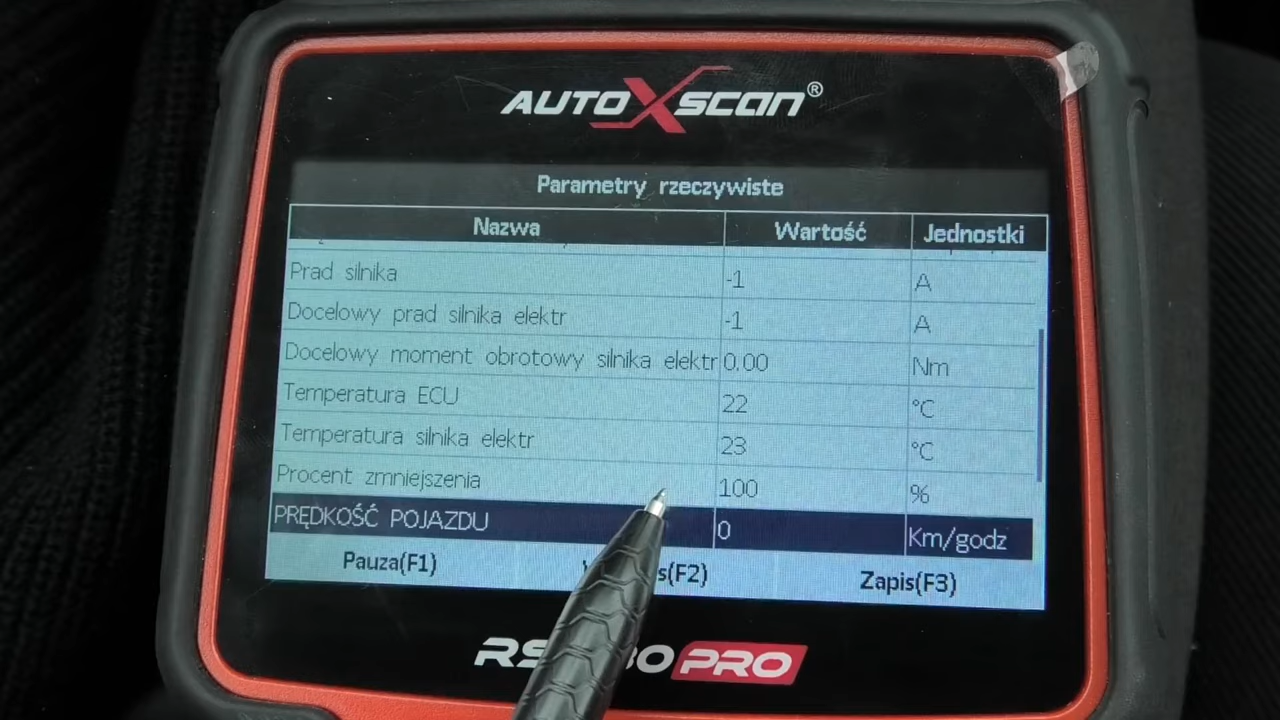 AUTOXSCAN®
Parametry rzeczywiste
Nazwa Wartość Jednostki
Prad silnika -1 A
Docelowy prad silnika elektr -1 A
Docelowy moment obrotowy silnika elektr 0.00 Nm
Temperatura ECU 22 °C
Temperatura silnika elektr 23 °C
Procent zmniejszenia 100 %
PRĘDKOŚĆ POJAZDU 0 Km/godz
Pauza(F1) (F2) Zapis(F3)
PRO